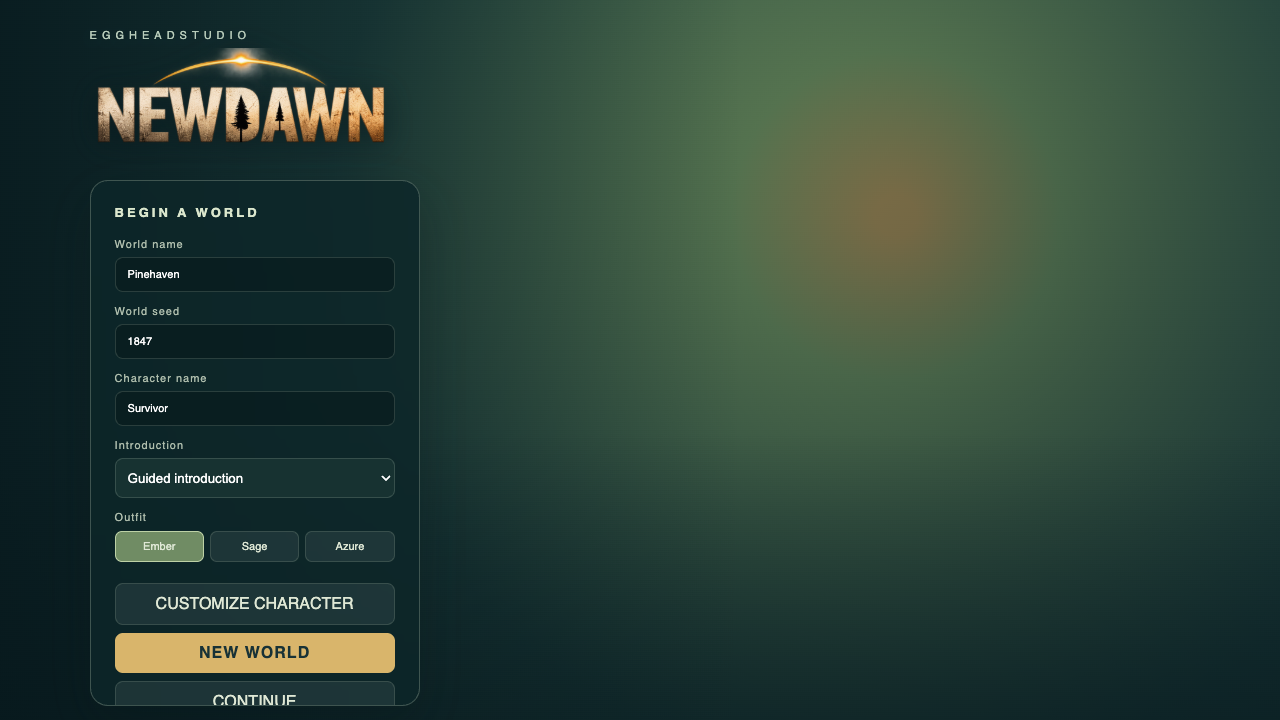 EGGHEADSTUDIO
NEWDAWN
BEGIN A WORLD
World name
Pinehaven
World seed
1847
Character name
Survivor
Introduction
Guided introduction
Outfit
Ember Sage Azure
CUSTOMIZE CHARACTER
NEW WORLD
CONTINUE